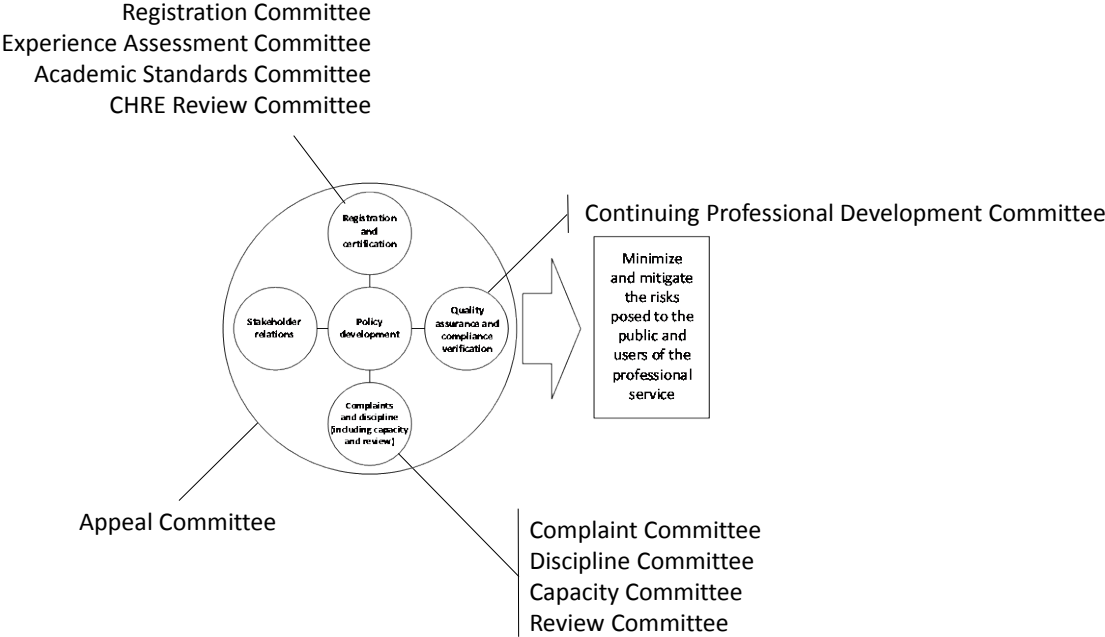 Registration Committee
Experience Assessment Committee
Academic Standards Committee
CHRE Review Committee
Registration
and
certification
Continuing Professional Development Committee
Minimize
and mitigate
the risks
posed to the
public and
users of the
professional
service
Stakeholder
relations
Policy
development
Quality
assurance and
compliance
verification
Complaints
and discipline
(including capacity
and review)
Appeal Committee
Complaint Committee
Discipline Committee
Capacity Committee
Review Committee